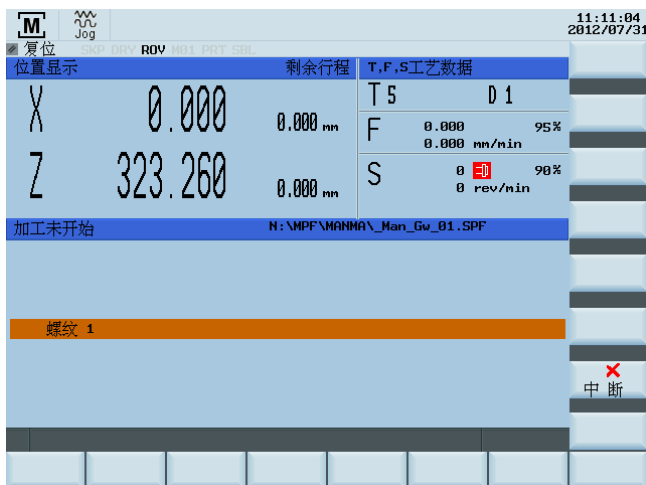 M Jog 11:11:04
2012/07/31
复位 SKP DRY ROV M01 PRT SBL
位置显示 剩余行程 T,F,S工艺数据
X 0.000 0.000 mm T 5 D 1
F 0.000 95%
0.000 mm/min
Z 323.260 0.000 mm S 0 90%
0 rev/min
加工未开始 N:\MPF\MANMA\_Man_Gw_01.SPF
螺纹 1
中断